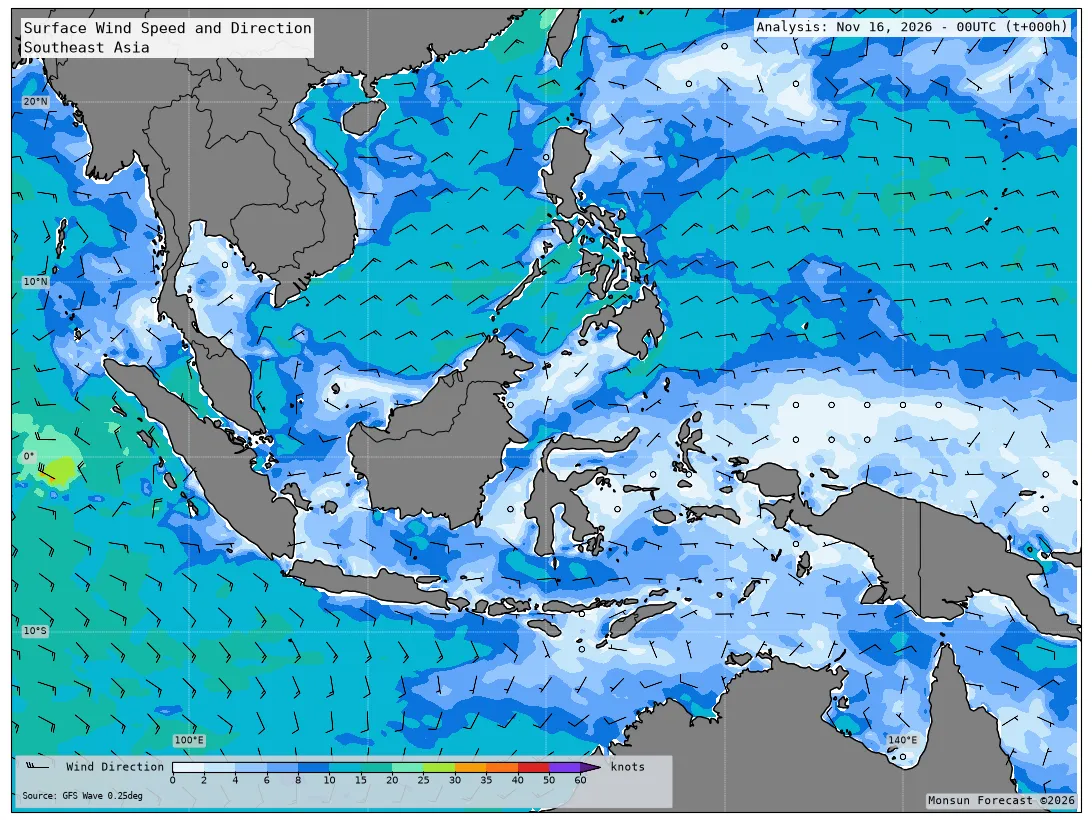 Surface Wind Speed and Direction
Southeast Asia
Analysis: Nov 16, 2026 - 00UTC (t+000h)
20°N
10°N
0°
10°S
100°E
140°E
Wind Direction
0 2 4 6 8 10 15 20 25 30 35 40 50 60
knots
Source: GFS Wave 0.25deg
Monsun Forecast ©2026